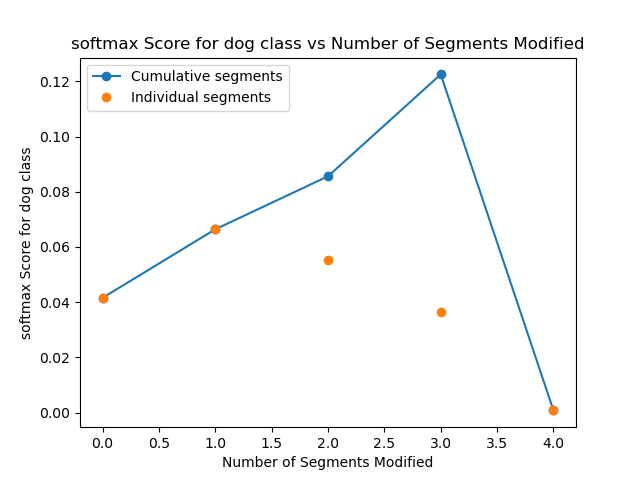 softmax Score for dog class vs Number of Segments Modified
Cumulative segments
Individual segments
softmax Score for dog class
0.12
0.10
0.08
0.06
0.04
0.02
0.00
0.0 0.5 1.0 1.5 2.0 2.5 3.0 3.5 4.0
Number of Segments Modified